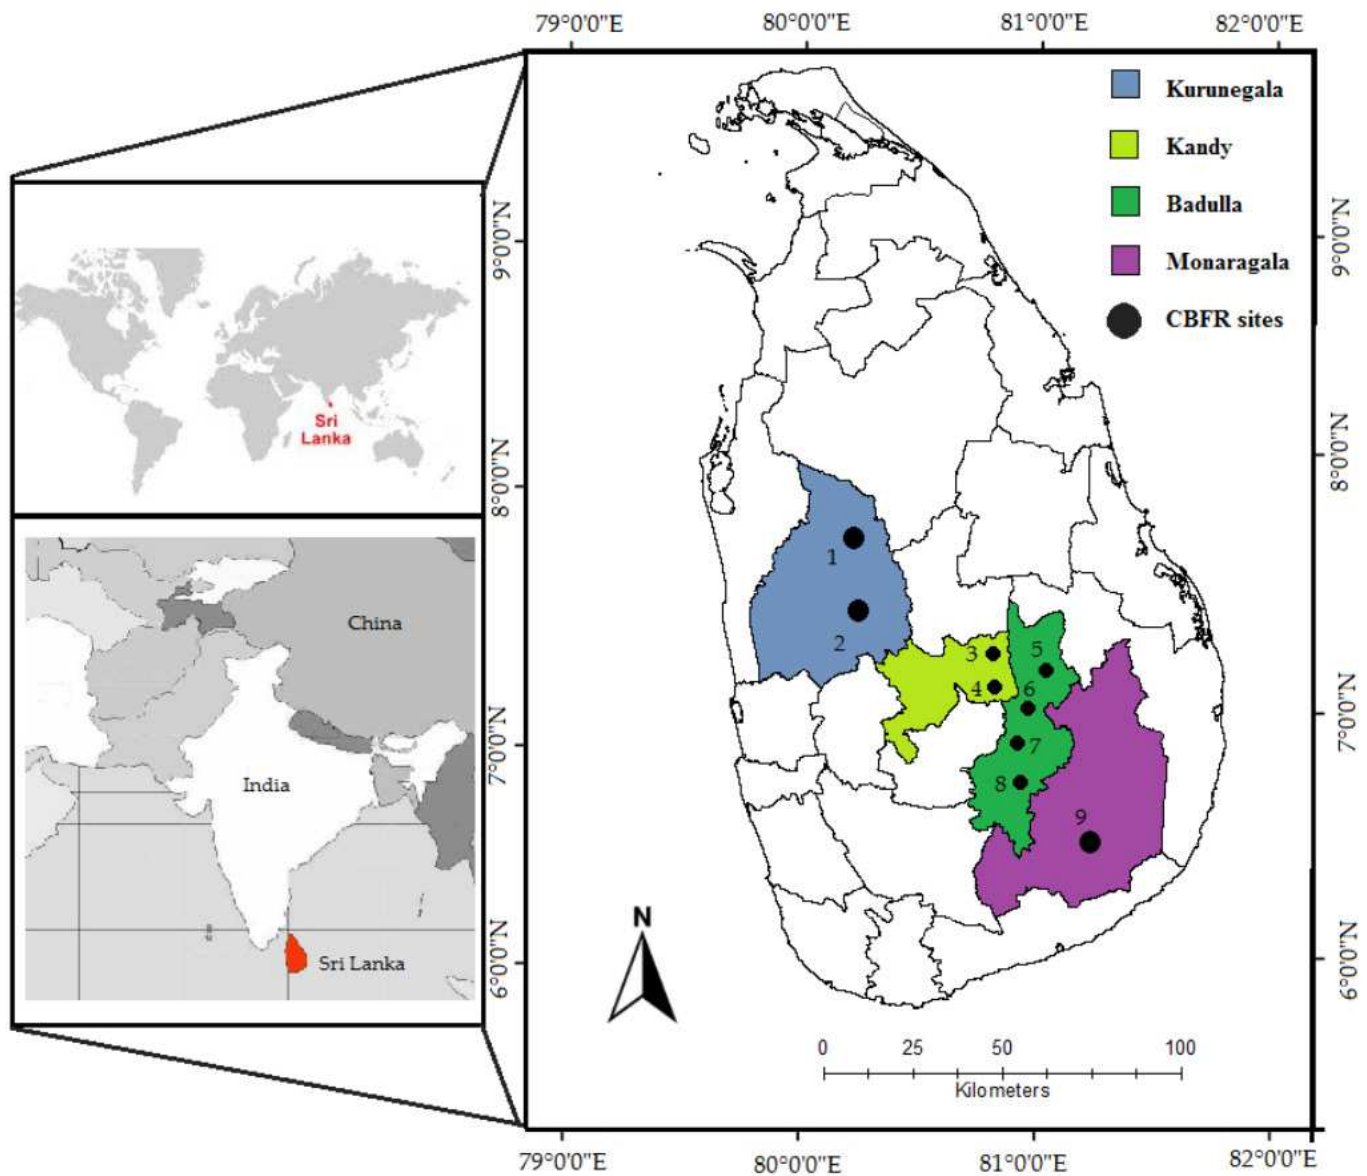 79°0'0"E 80°0'0"E 81°0'0"E 82°0'0"E
Kurunegala
Kandy
Badulla
Monaragala
CBFR sites
9°0'0"N
9°0'0"N
8°0'0"N
8°0'0"N
7°0'0"N
7°0'0"N
6°0'0"N
6°0'0"N
Sri
Lanka
China
India
Sri Lanka
1
2
3
4
5
6
7
8
9
N
0 25 50 100
Kilometers
79°0'0"E 80°0'0"E 81°0'0"E 82°0'0"E